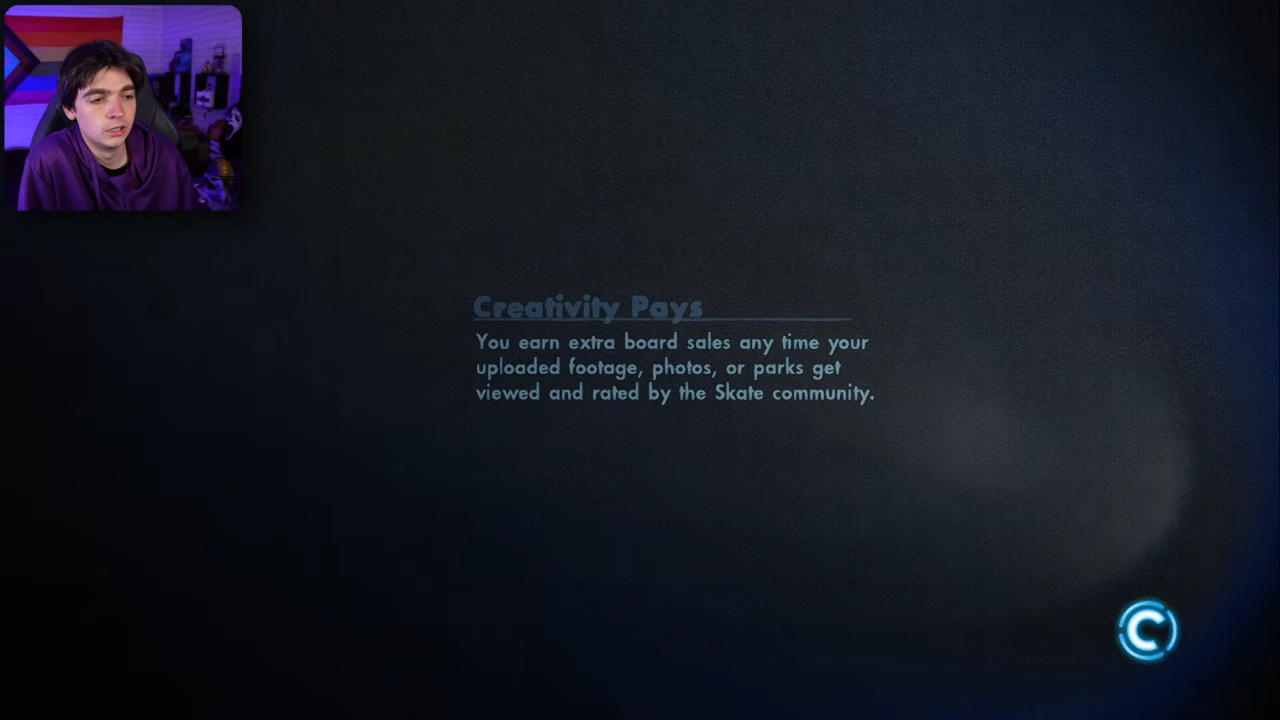 Creativity Pays
You earn extra board sales any time your
uploaded footage, photos, or parks get
viewed and rated by the Skate community.
C